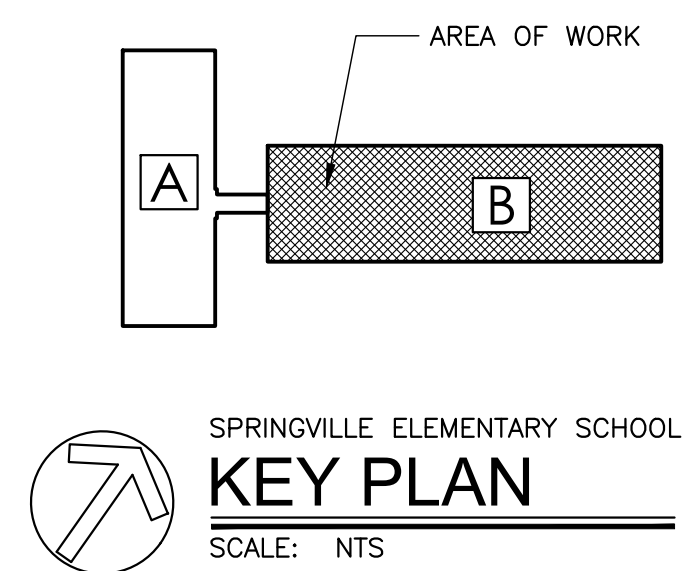 AREA OF WORK
A
B
SPRINGVILLE ELEMENTARY SCHOOL
KEY PLAN
SCALE: NTS